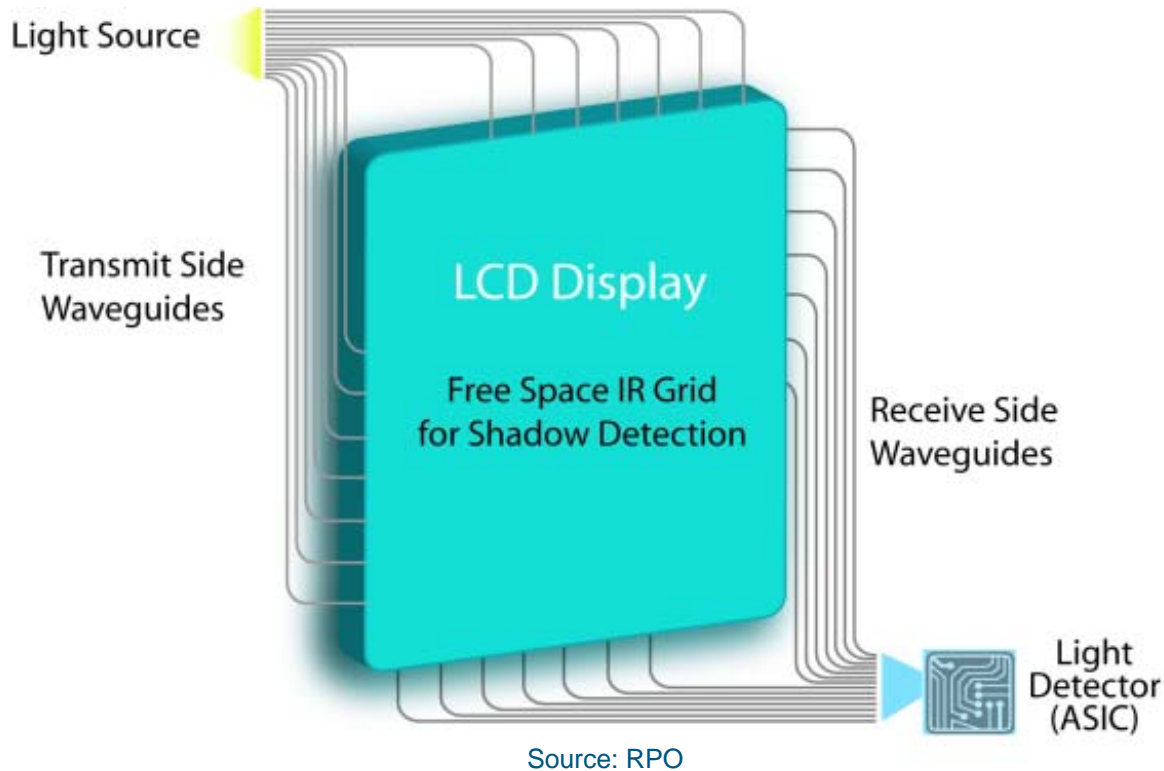 Light Source
Transmit Side
Waveguides
LCD Display
Free Space IR Grid
for Shadow Detection
Receive Side
Waveguides
Light
Detector
(ASIC)
Source: RPO